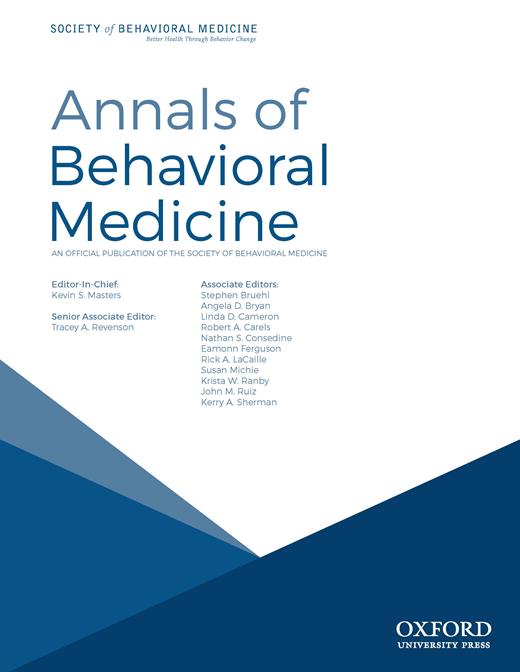 SOCIETY of BEHAVIORAL MEDICINE
Better Health Through Behavior Change
Annals of
Behavioral
Medicine
AN OFFICIAL PUBLICATION OF THE SOCIETY OF BEHAVIORAL MEDICINE
Editor-In-Chief:
Kevin S. Masters
Senior Associate Editor:
Tracey A. Revenson
Associate Editors:
Stephen Bruehl
Angela D. Bryan
Linda D. Cameron
Robert A. Carels
Nathan S. Consedine
Eamonn Ferguson
Rick A. LaCaille
Susan Michie
Krista W. Ranby
John M. Ruiz
Kerry A. Sherman
OXFORD
UNIVERSITY PRESS